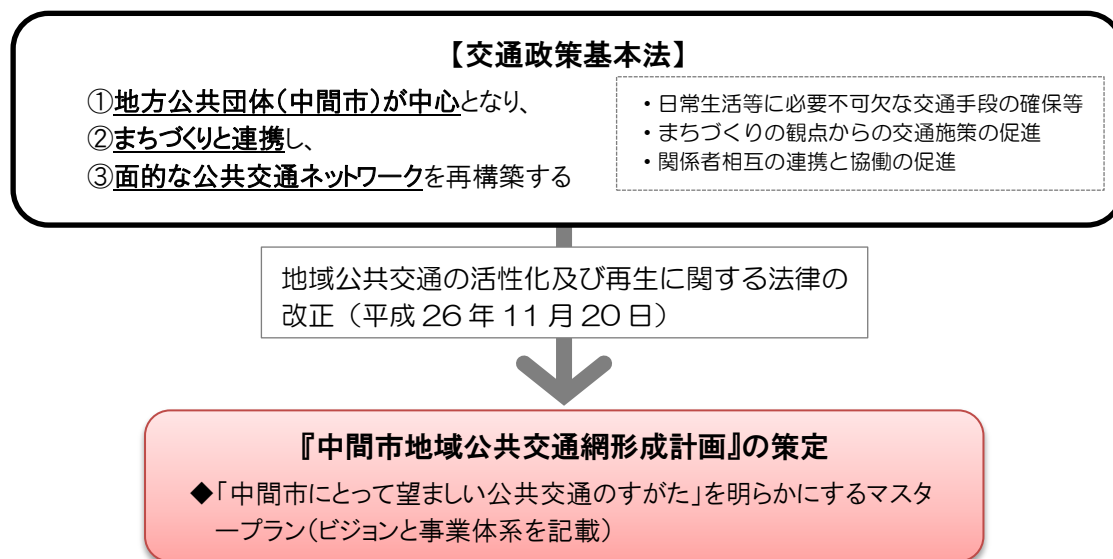 【交通政策基本法】
①地方公共団体(中間市)が中心となり、
②まちづくりと連携し、
③面的な公共交通ネットワークを再構築する
・日常生活等に必要不可欠な交通手段の確保等
・まちづくりの観点からの交通施策の促進
・関係者相互の連携と協働の促進
地域公共交通の活性化及び再生に関する法律の
改正（平成 26 年 11 月 20 日）
『中間市地域公共交通網形成計画』の策定
◆「中間市にとって望ましい公共交通のすがた」を明らかにするマスタ
ープラン(ビジョンと事業体系を記載)